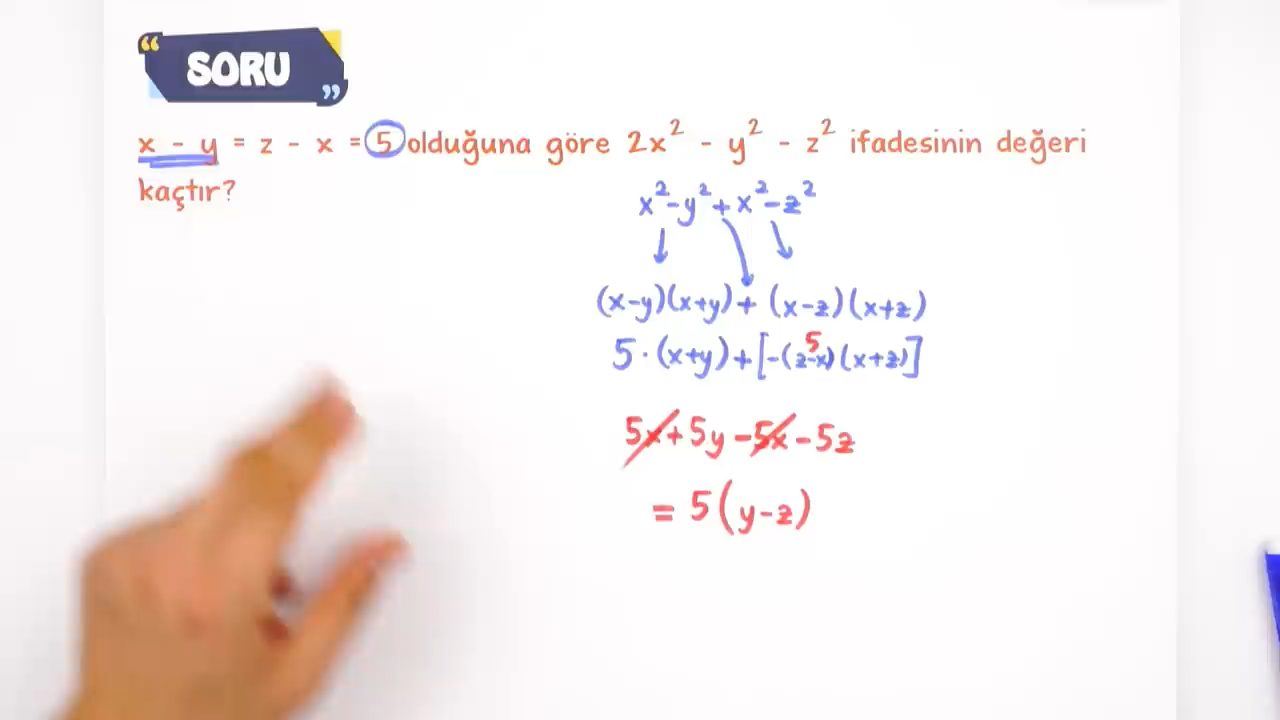 SORU
x - y = z - x = 5 olduğuna göre 2x² - y² - z² ifadesinin değeri
kaçtır?
x²-y²+x²-z²
(x-y)(x+y)+(x-z)(x+z)
5
5·(x+y)+[-(z-x)(x+z)]
5x+5y-5x-5z
=5(y-z)